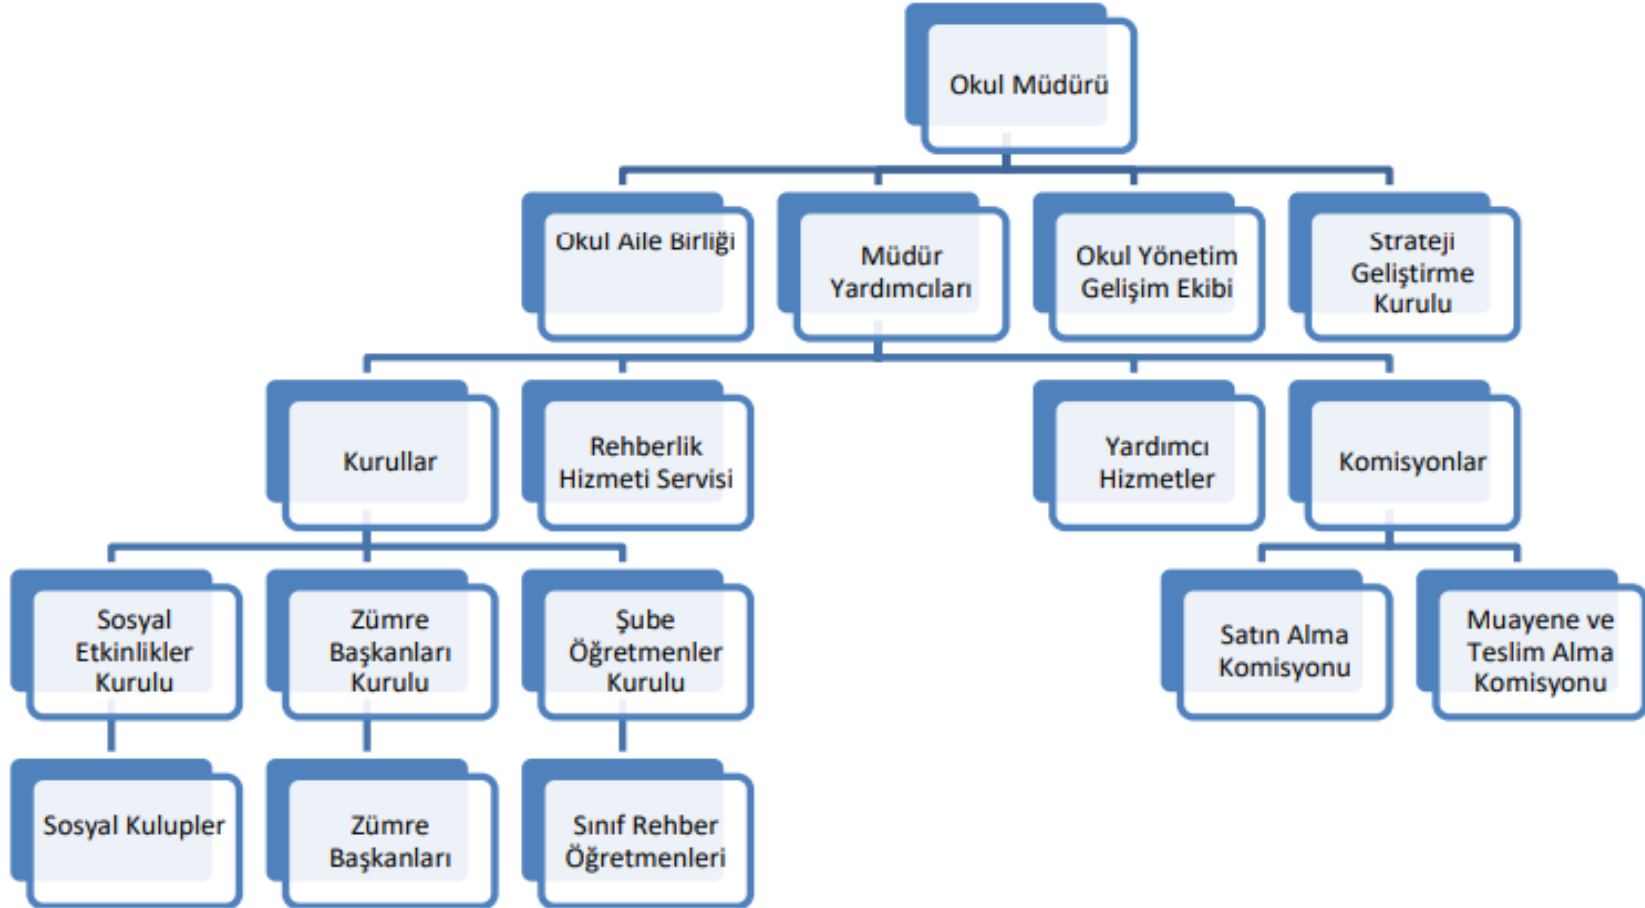 Okul Müdürü
Okul Aile Birliği
Müdür
Yardımcıları
Okul Yönetim
Gelişim Ekibi
Strateji
Geliştirme
Kurulu
Kurullar
Rehberlik
Hizmeti Servisi
Yardımcı
Hizmetler
Komisyonlar
Sosyal
Etkinlikler
Kurulu
Zümre
Başkanları
Kurulu
Şube
Öğretmenler
Kurulu
Satın Alma
Komisyonu
Muayene ve
Teslim Alma
Komisyonu
Sosyal Kulupler
Zümre
Başkanları
Sınıf Rehber
Öğretmenleri